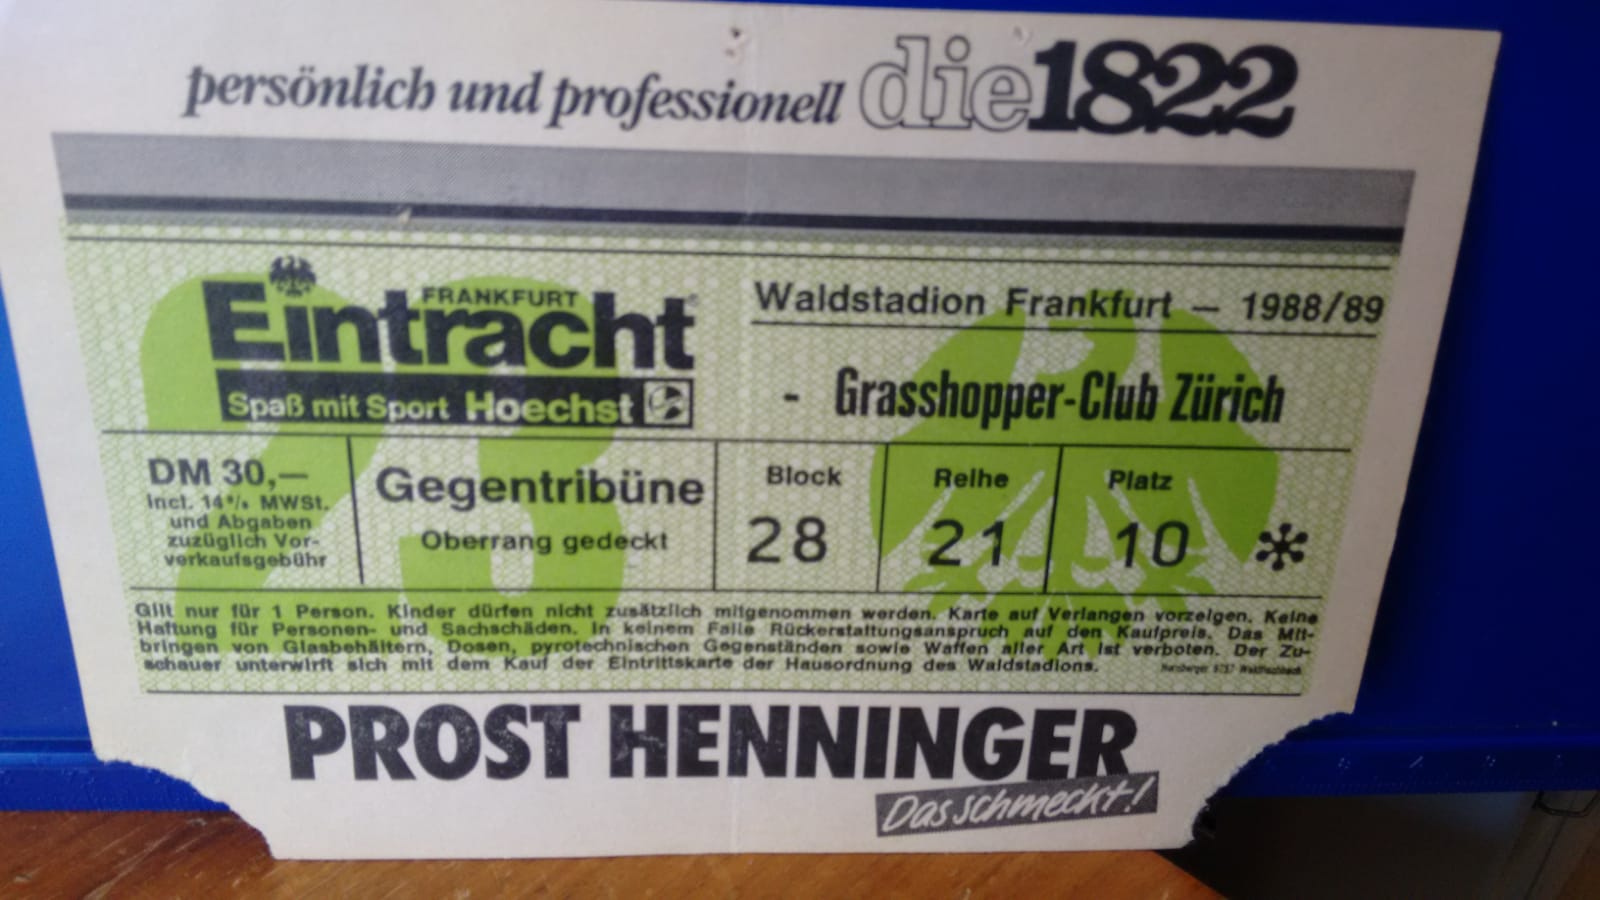 persönlich und professionell die 1822
FRANKFURT
Eintracht
Spaß mit Sport Hoechst
Waldstadion Frankfurt — 1988/89
- Grasshopper-Club Zürich
DM 30,—
incl. 14% MWSt.
und Abgaben
zuzüglich Vor-
verkaufsgebühr
Gegentribüne
Oberrang gedeckt
Block
28
Reihe
21
Platz
10 *
Gilt nur für 1 Person. Kinder dürfen nicht zusätzlich mitgenommen werden. Karte auf Verlangen vorzeigen. Keine
Haftung für Personen- und Sachschäden. In keinem Falle Rückerstattungsanspruch auf den Kaufpreis. Das Mit-
bringen von Glasbehältern, Dosen, pyrotechnischen Gegenständen sowie Waffen aller Art ist verboten. Der Zu-
schauer unterwirft sich mit dem Kauf der Eintrittskarte der Hausordnung des Waldstadions.
PROST HENNINGER
Das schmeckt!